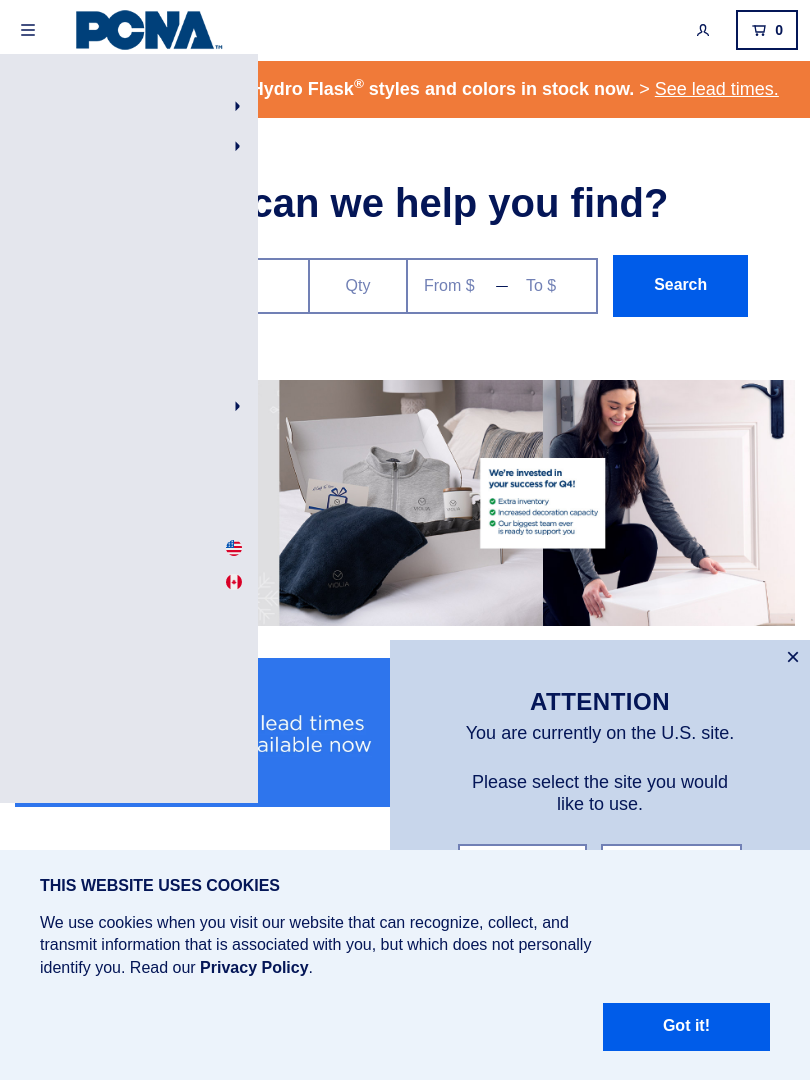 PCNA™
0
Hydro Flask® styles and colors in stock now. > See lead times.
can we help you find?
Qty
From $ — To $
Search
We're invested in
your success for Q4!
Extra inventory
Increased decoration capacity
Our biggest team ever
is ready to support you
VIOLIA
lead times
ailable now
×
ATTENTION
You are currently on the U.S. site.
Please select the site you would
like to use.
THIS WEBSITE USES COOKIES
We use cookies when you visit our website that can recognize, collect, and
transmit information that is associated with you, but which does not personally
identify you. Read our Privacy Policy.
Got it!